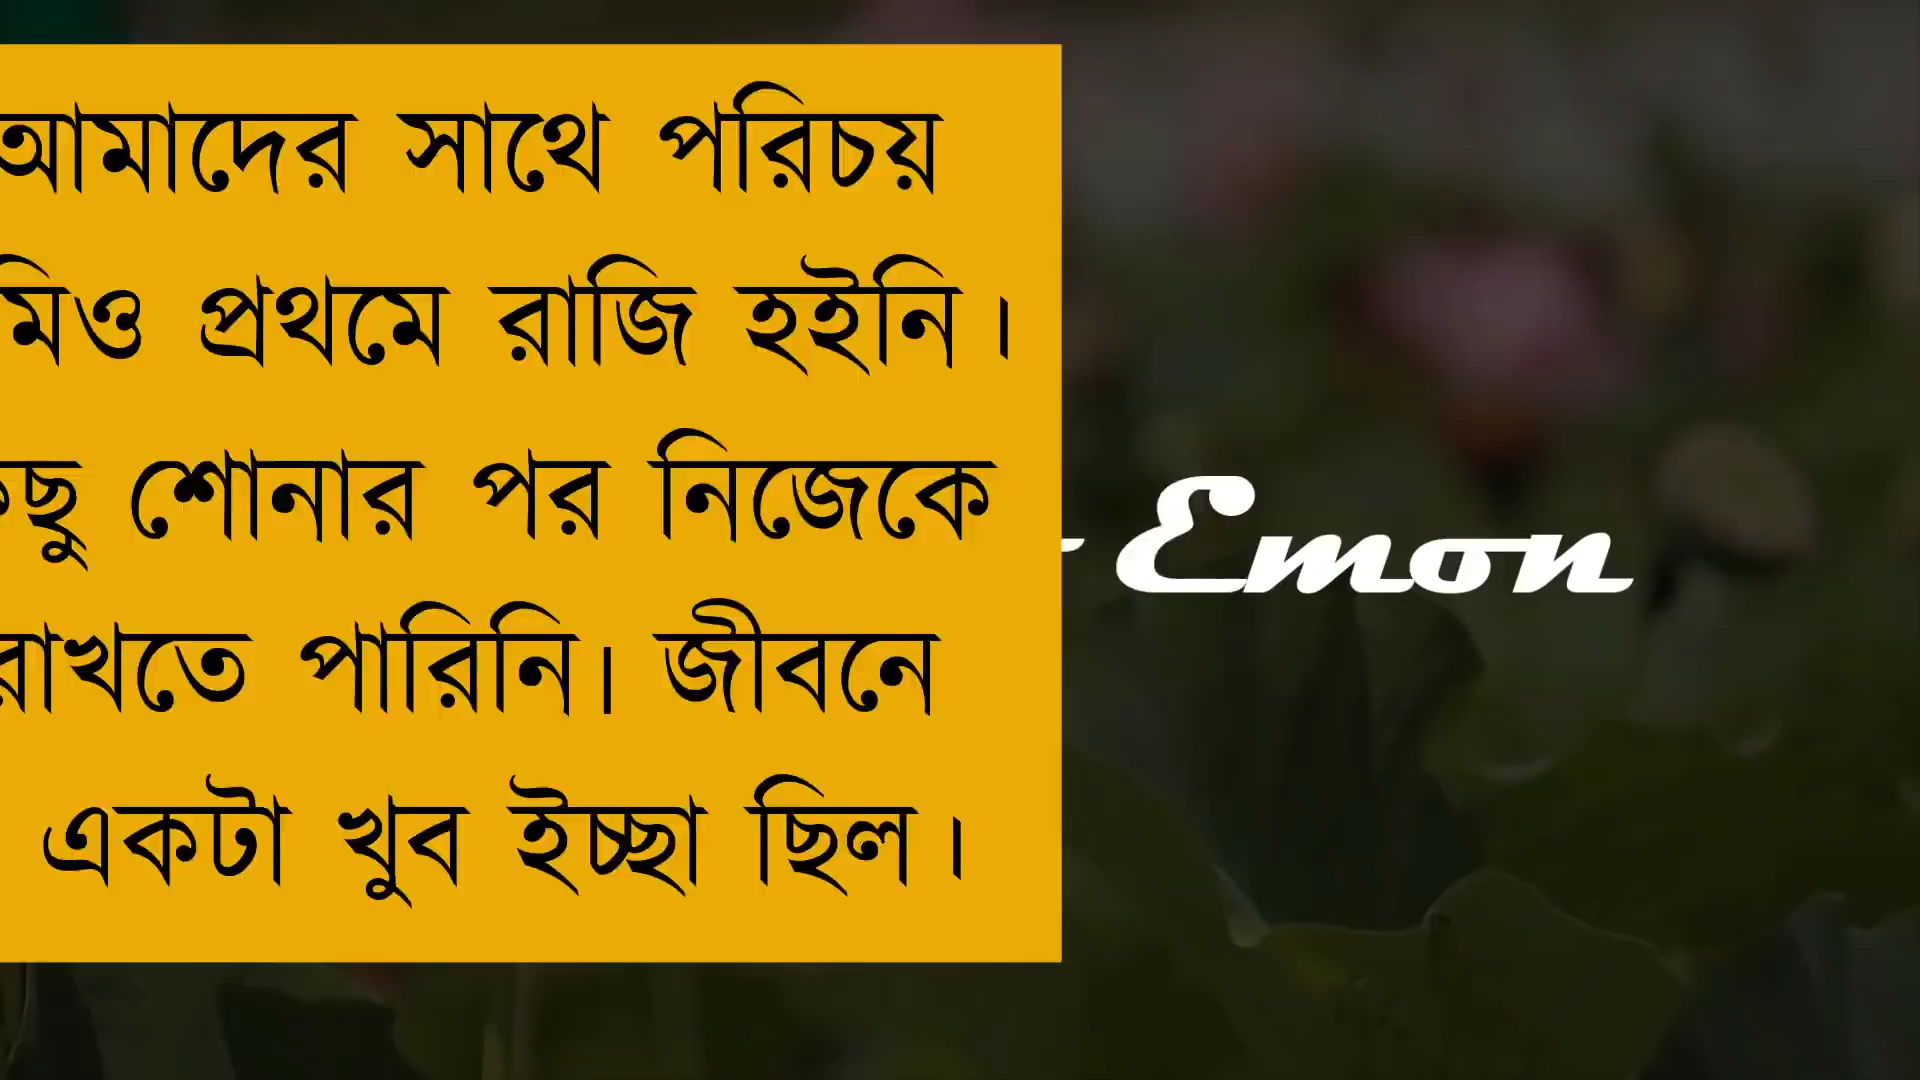 আমাদের সাথে পরিচয়
প্রথমে রাজি হইনি।
শোনার পর নিজেকে
রাখতে পারিনি। জীবনে
একটা খুব ইচ্ছা ছিল।
Emon